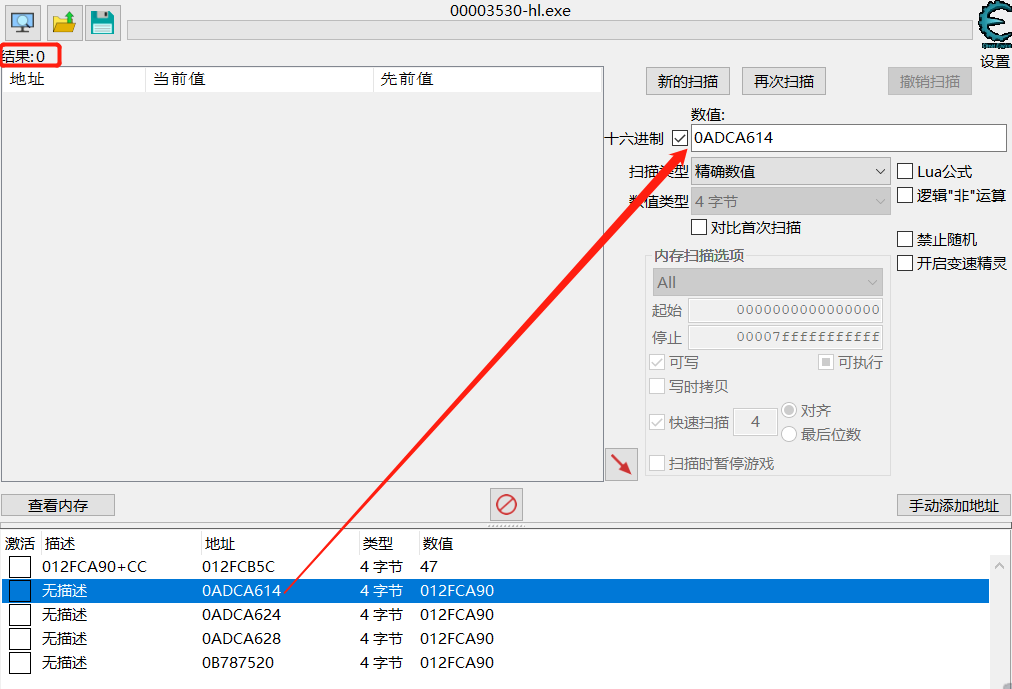 00003530-hl.exe
设置
结果:0
地址 当前值 先前值
新的扫描 再次扫描 撤销扫描
数值:
十六进制 0ADCA614
扫描类型 精确数值 Lua公式
数值类型 4 字节 逻辑"非"运算
对比首次扫描
禁止随机
内存扫描选项
开启变速精灵
All
起始 0000000000000000
停止 00007fffffffffff
可写 可执行
写时拷贝
快速扫描 4 对齐
最后位数
扫描时暂停游戏
查看内存 手动添加地址
激活 描述 地址 类型 数值
012FCA90+CC 012FCB5C 4 字节 47
无描述 0ADCA614 4 字节 012FCA90
无描述 0ADCA624 4 字节 012FCA90
无描述 0ADCA628 4 字节 012FCA90
无描述 0B787520 4 字节 012FCA90